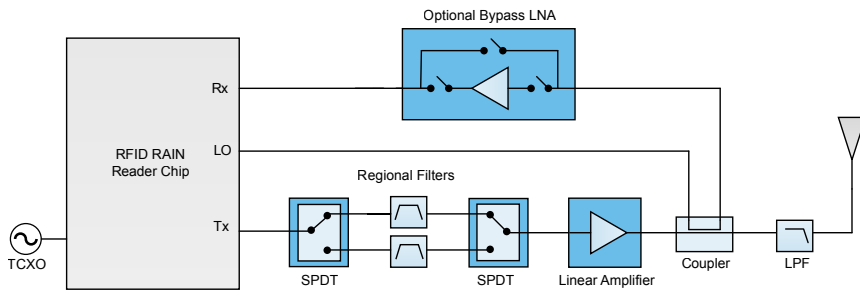 Optional Bypass LNA
Rx
RFID RAIN
Reader Chip
LO
Regional Filters
Tx
TCXO
SPDT
SPDT
Linear Amplifier
Coupler
LPF